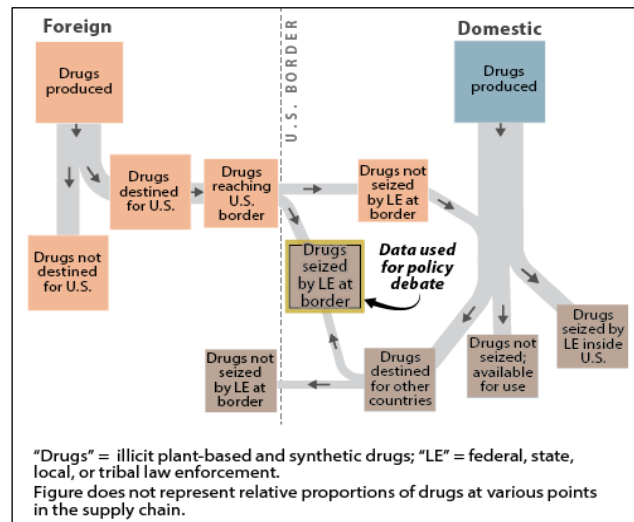 Foreign
Domestic
U.S. BORDER
Drugs
produced
Drugs
produced
Drugs
destined
for U.S.
Drugs
reaching
U.S.
border
Drugs not
seized by
LE at
border
Drugs not
destined
for U.S.
Drugs
seized
by LE at
border
Data used
for policy
debate
Drugs not
seized by
LE at
border
Drugs
destined
for other
countries
Drugs not
seized;
available
for use
Drugs
seized by
LE inside
U.S.
"Drugs" = illicit plant-based and synthetic drugs; "LE" = federal, state,
local, or tribal law enforcement.
Figure does not represent relative proportions of drugs at various points
in the supply chain.